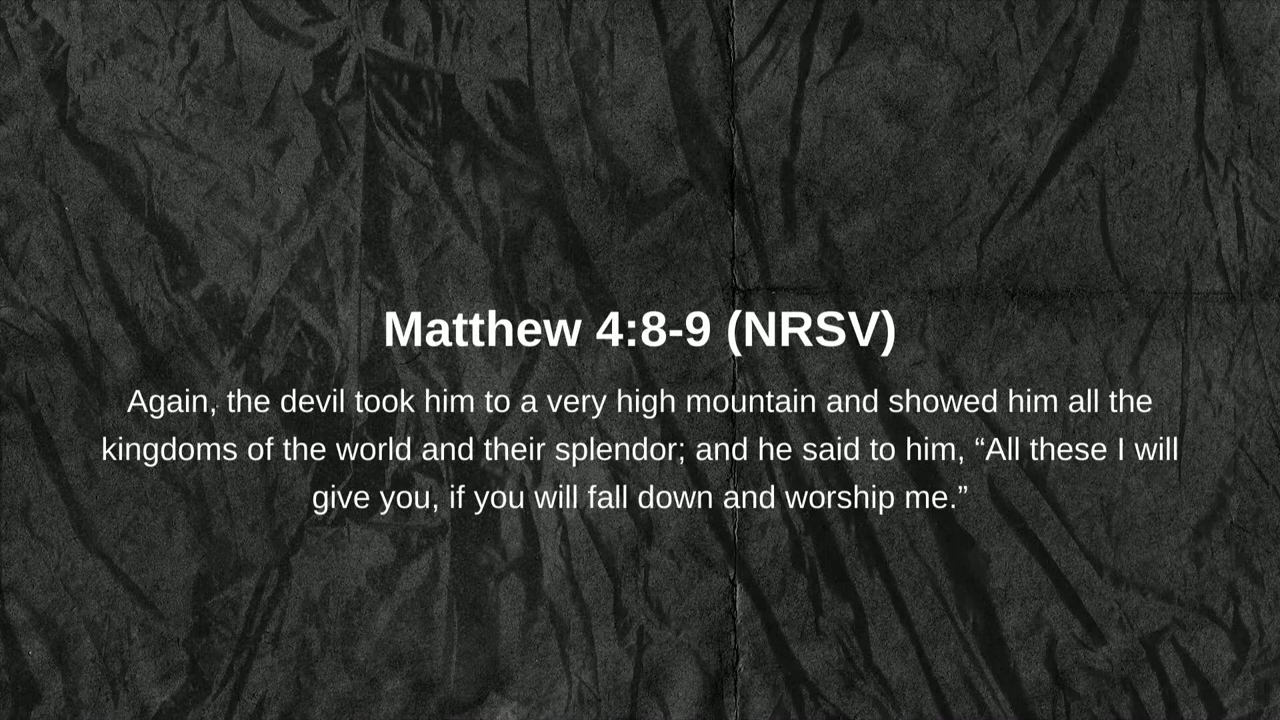 Matthew 4:8-9 (NRSV)
Again, the devil took him to a very high mountain and showed him all the
kingdoms of the world and their splendor; and he said to him, “All these I will
give you, if you will fall down and worship me.”